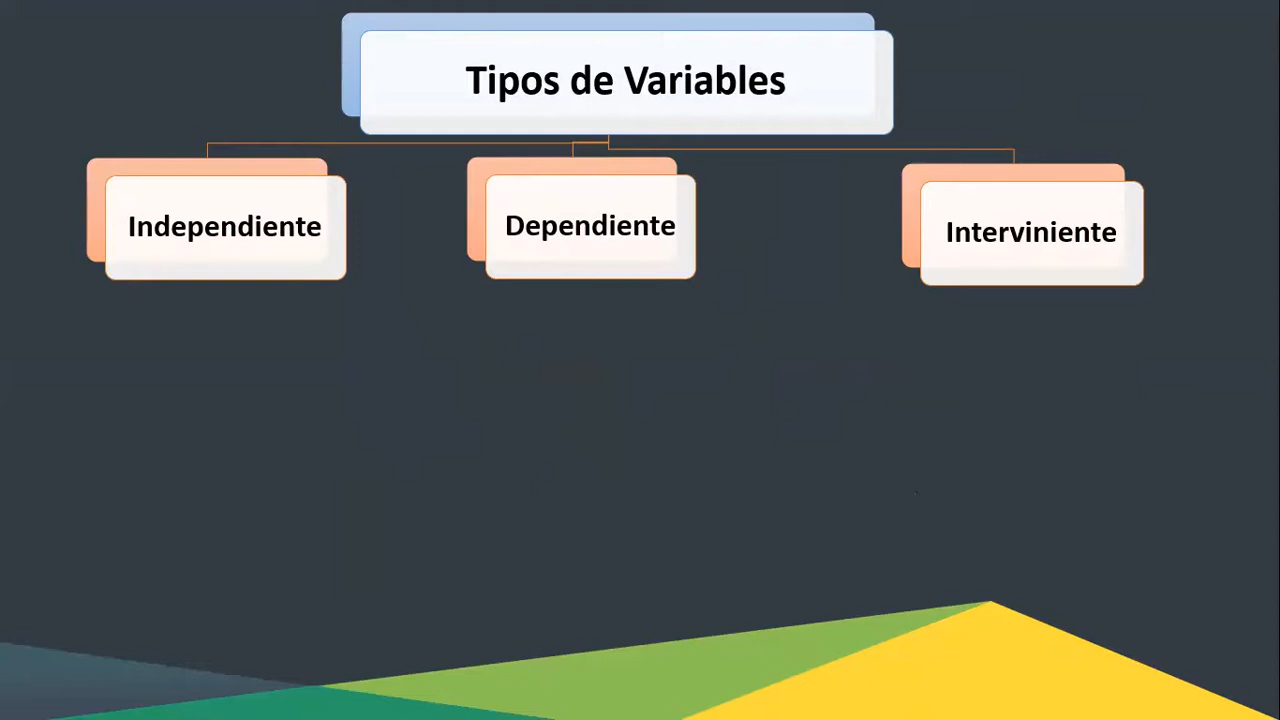 Tipos de Variables
Independiente
Dependiente
Interviniente